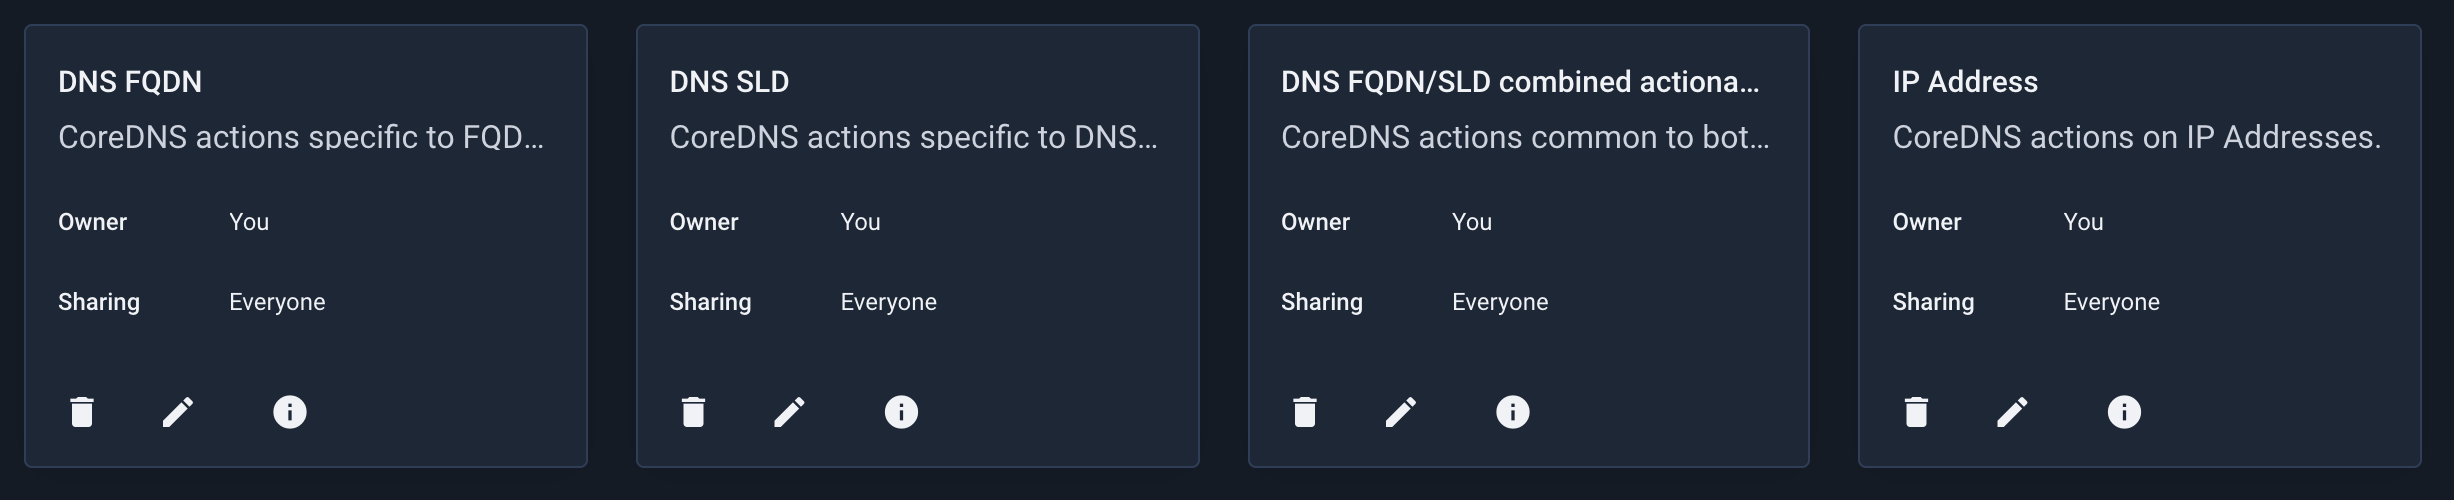 DNS FQDN
CoreDNS actions specific to FQD...
Owner You
Sharing Everyone
DNS SLD
CoreDNS actions specific to DNS...
Owner You
Sharing Everyone
DNS FQDN/SLD combined actiona...
CoreDNS actions common to bot...
Owner You
Sharing Everyone
IP Address
CoreDNS actions on IP Addresses.
Owner You
Sharing Everyone